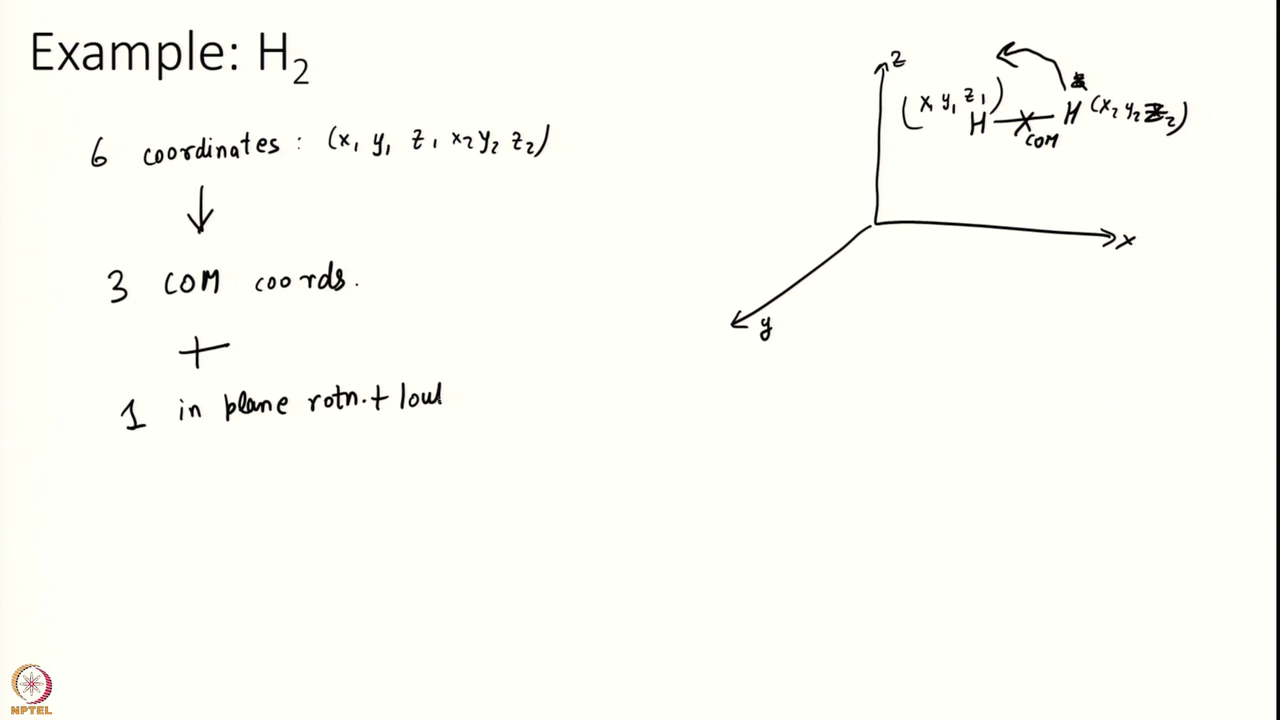 Example: H₂
6 coordinates: (x₁ y₁ z₁ x₂ y₂ z₂)
3 COM coords.
+
1 in plane rotn. +
z
(x₁ y₁ z₁)
H
COM
H (x₂ y₂ z₂)
x
y
NPTEL